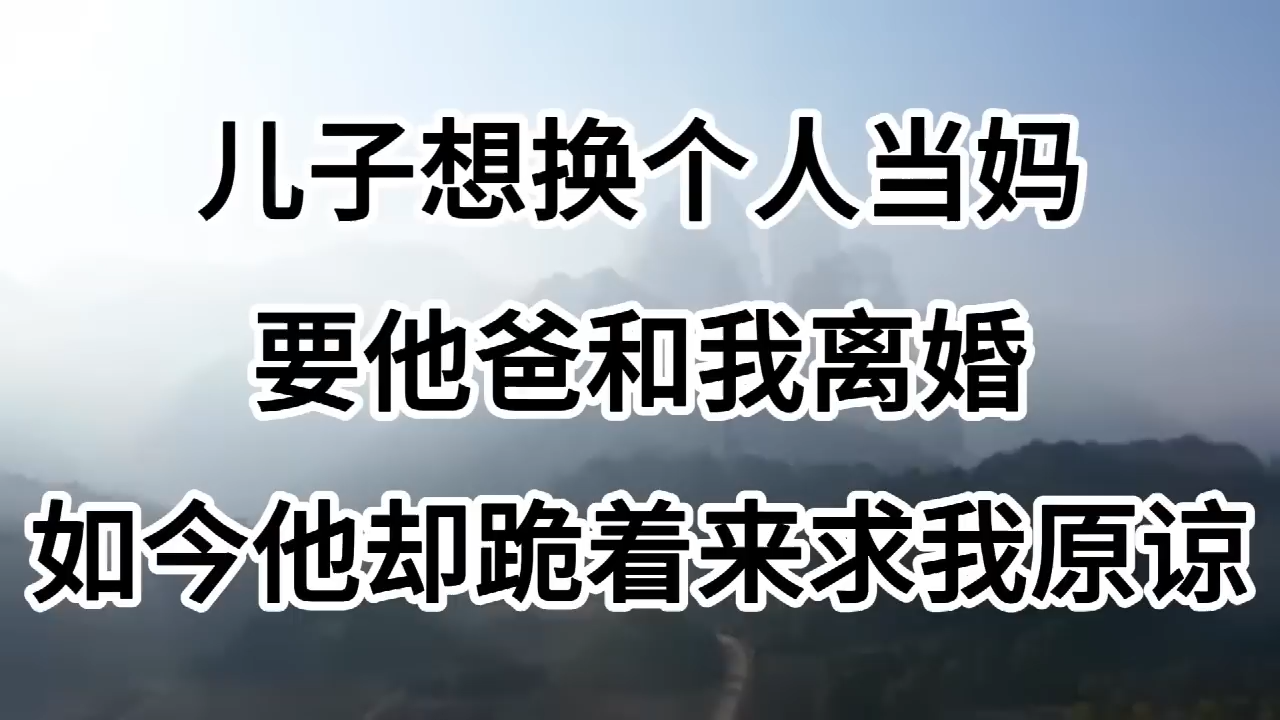 儿子想换个人当妈
要他爸和我离婚
如今他却跪着来求我原谅